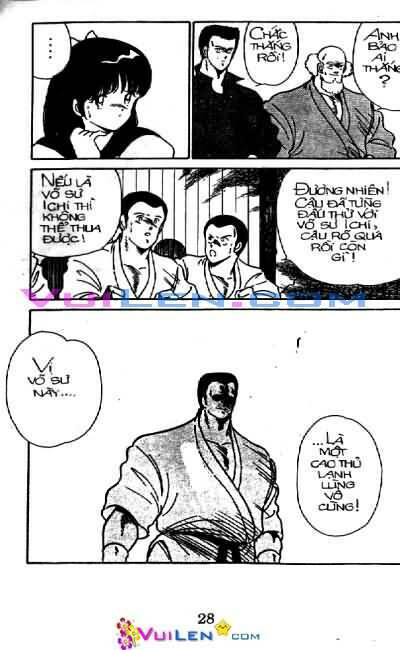 ....
CHẮC
THẮNG
RỒI!
ANH
BẢO
AI
THẮNG
?
NẾU LÀ
VÕ SƯ
ICHI THÌ
KHÔNG
THỂ THUA
ĐƯỢC!
ĐƯƠNG NHIÊN!
CẬU ĐÃ TỪNG
ĐẤU THỬ VỚI
VÕ SƯ ICHI,
CẬU RÕ QUÁ
RỒI CÒN
GÌ!
VUILEN.COM
VỊ
VÕ SƯ
NÀY....
...LÀ
MỘT
CAO THỦ
LẠNH
LÙNG
VÔ
CÙNG!
28
VUILEN.COM